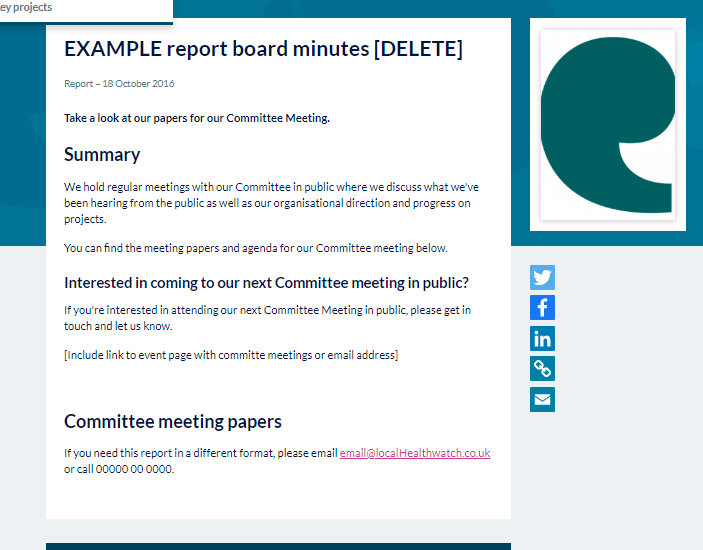 ey projects
EXAMPLE report board minutes [DELETE]
Report – 18 October 2016
Take a look at our papers for our Committee Meeting.
Summary
We hold regular meetings with our Committee in public where we discuss what we've
been hearing from the public as well as our organisational direction and progress on
projects.
You can find the meeting papers and agenda for our Committee meeting below.
Interested in coming to our next Committee meeting in public?
If you're interested in attending our next Committee Meeting in public, please get in
touch and let us know.
[Include link to event page with committe meetings or email address]
Committee meeting papers
If you need this report in a different format, please email email@localHealthwatch.co.uk
or call 00000 00 0000.